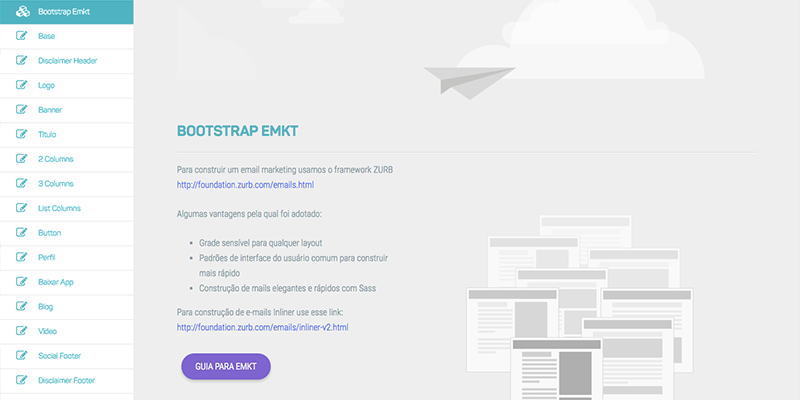 Bootstrap Emkt
Base
Disclaimer Header
Logo
Banner
Título
2 Columns
3 Columns
List Columns
Button
Perfil
Baixar App
Blog
Vídeo
Social Footer
Disclaimer Footer
BOOTSTRAP EMKT
Para construir um email marketing usamos o framework ZURB
http://foundation.zurb.com/emails.html
Algumas vantagens pela qual foi adotado:
Grade sensível para qualquer layout
Padrões de interface do usuário comum para construir
mais rápido
Construção de mails elegantes e rápidos com Sass
Para construção de e-mails Inliner use esse link:
http://foundation.zurb.com/emails/inliner-v2.html
GUIA PARA EMKT